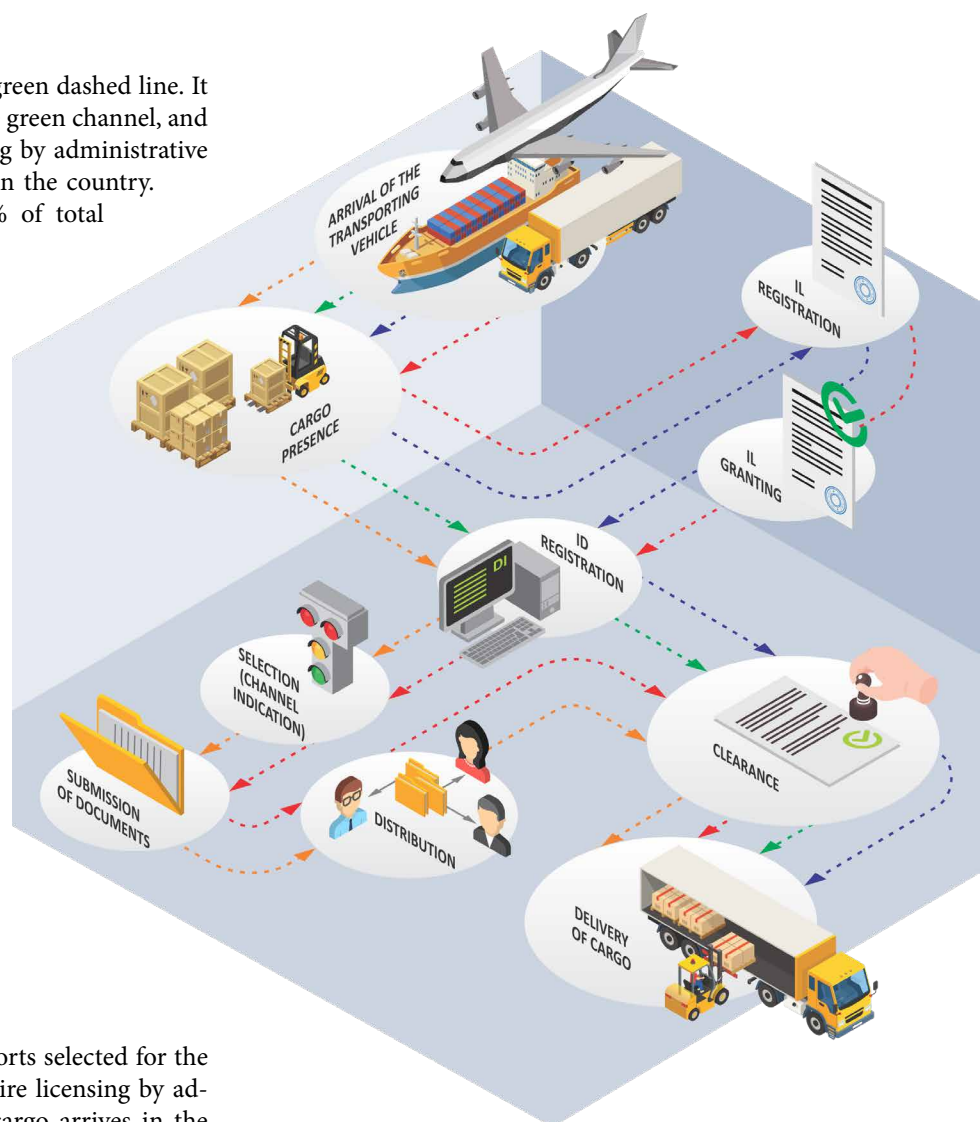 green dashed line. It
green channel, and
g by administrative
n the country.
% of total
ARRIVAL OF THE
TRANSPORTING
VEHICLE
IL
REGISTRATION
CARGO
PRESENCE
IL
GRANTING
ID
REGISTRATION
DI
SELECTION
(CHANNEL
INDICATION)
SUBMISSION
OF DOCUMENTS
DISTRIBUTION
CLEARANCE
DELIVERY
OF CARGO
orts selected for the
ire licensing by ad-
cargo arrives in the